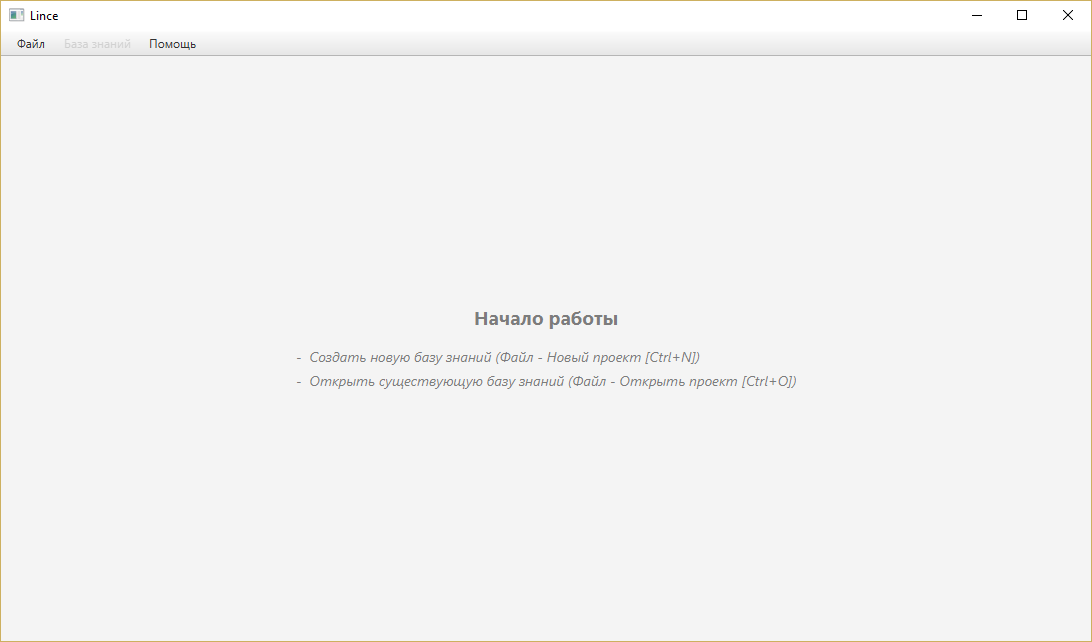 Lince
Файл База знаний Помощь
Начало работы
- Создать новую базу знаний (Файл - Новый проект [Ctrl+N])
- Открыть существующую базу знаний (Файл - Открыть проект [Ctrl+O])